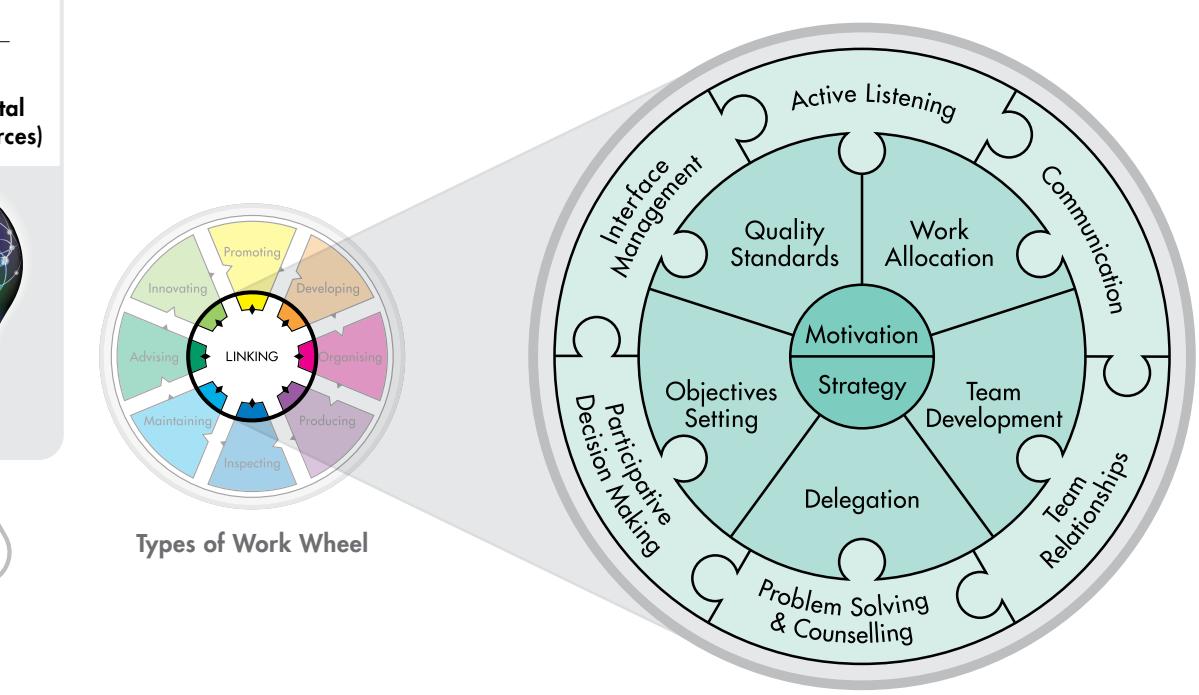 tal
rces)
Promoting
Developing
Organising
Producing
Inspecting
Maintaining
Advising
Innovating
LINKING
Types of Work Wheel
Active Listening
Communication
Team
Relationships
Problem Solving
& Counselling
Participative
Decision Making
Interface
Management
Quality
Standards
Work
Allocation
Objectives
Setting
Team
Development
Delegation
Motivation
Strategy